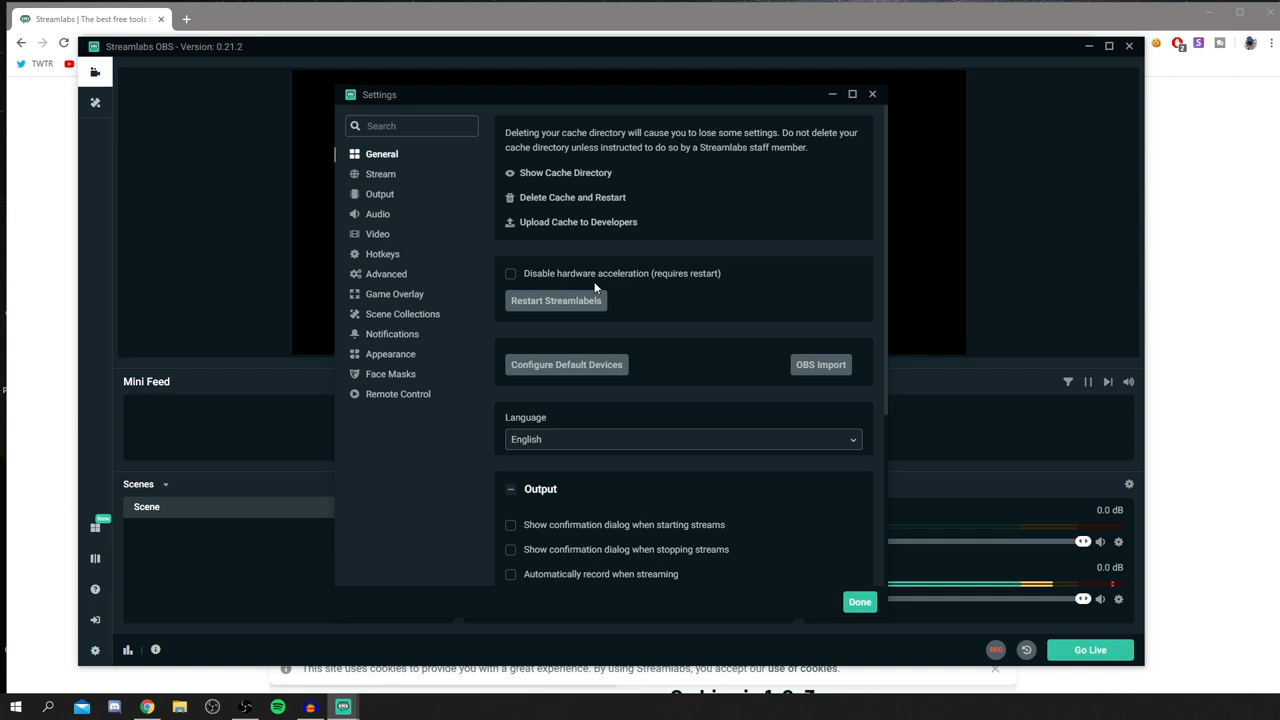 Streamlabs | The best free tools
TWTR
Streamlabs OBS - Version: 0.21.2
Settings
Search
General
Stream
Output
Audio
Video
Hotkeys
Advanced
Game Overlay
Scene Collections
Notifications
Appearance
Face Masks
Remote Control
Deleting your cache directory will cause you to lose some settings. Do not delete your
cache directory unless instructed to do so by a Streamlabs staff member.
Show Cache Directory
Delete Cache and Restart
Upload Cache to Developers
Disable hardware acceleration (requires restart)
Restart Streamlabels
Configure Default Devices
OBS Import
Language
English
Output
Show confirmation dialog when starting streams
Show confirmation dialog when stopping streams
Automatically record when streaming
Done
Mini Feed
Scenes
Scene
New
0.0 dB
0.0 dB
REC
Go Live
This site uses cookies to provide you with a great experience. By using Streamlabs, you accept our use of cookies.